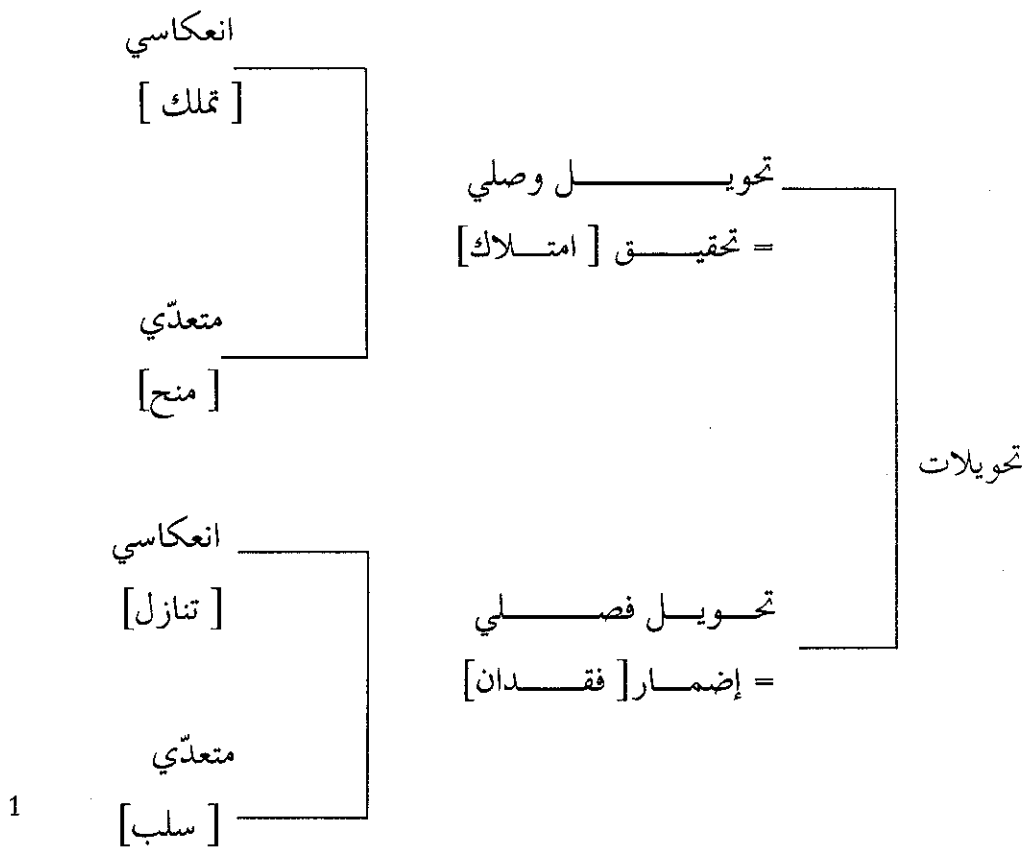 تحويلات
تحويل وصلي
= تحقيق [ امتلاك]
انعكاسي
[ تملك ]
متعدّي
[ منح]
تحويل فصلي
= إضمار[ فقدان]
انعكاسي
[ تنازل]
متعدّي
[ سلب]
1